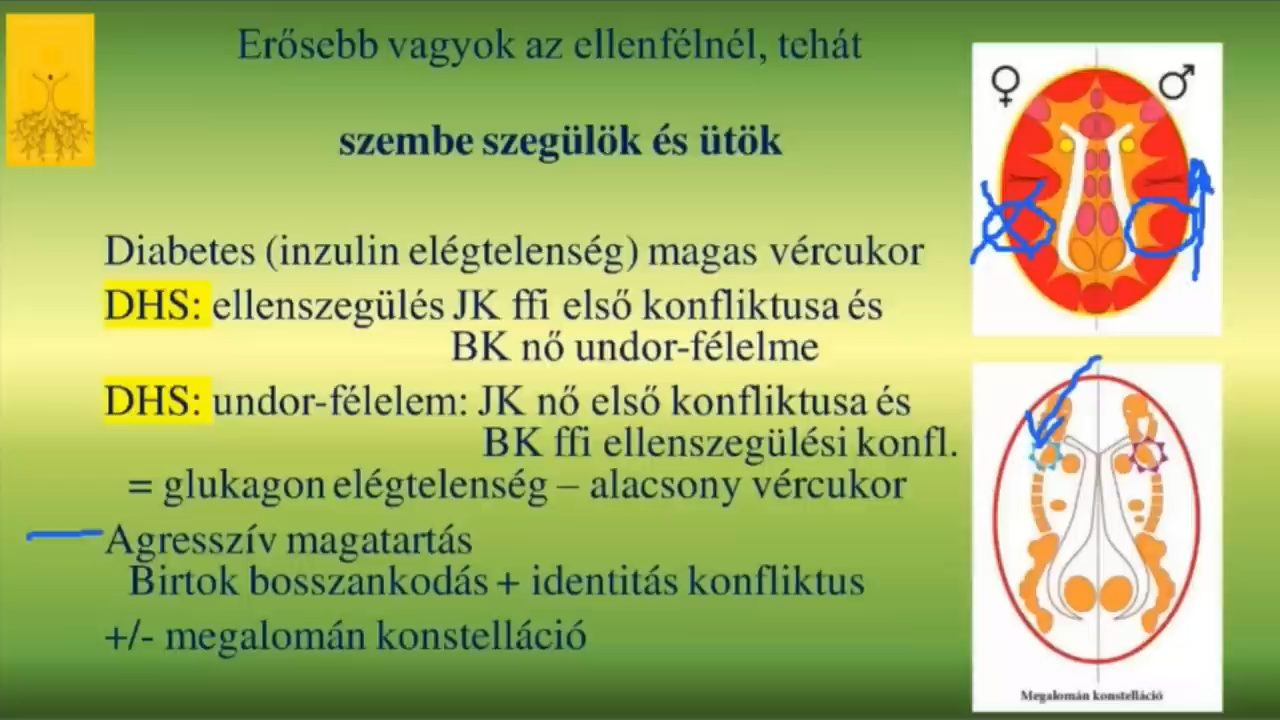 Erősebb vagyok az ellenfélnél, tehát
szembe szegülök és ütök
Diabetes (inzulin elégtelenség) magas vércukor
DHS: ellenszegülés JK ffi első konfliktusa és
BK nő undor-félelme
DHS: undor-félelem: JK nő első konfliktusa és
BK ffi ellenszegülési konfl.
= glukagon elégtelenség – alacsony vércukor
Agresszív magatartás
Birtok bosszankodás + identitás konfliktus
+/- megalomán konstelláció
♀ ♂
Megalomán konstelláció